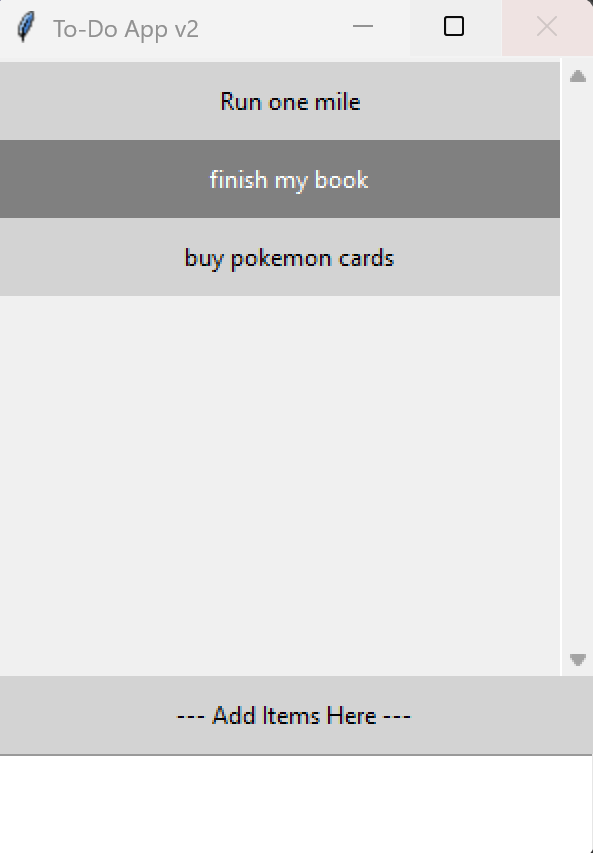 To-Do App v2
Run one mile
finish my book
buy pokemon cards
--- Add Items Here ---